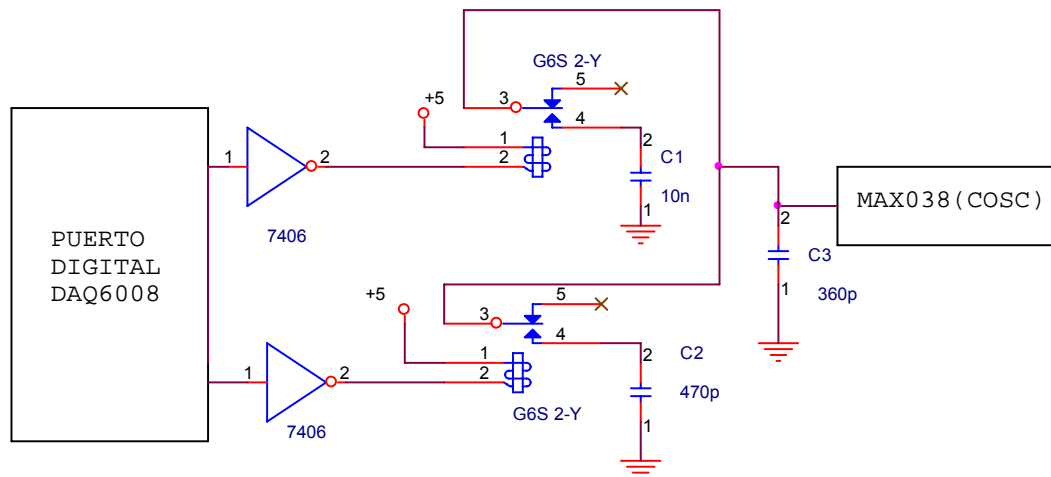 G6S 2-Y
5
+5
3
4
1
2
2
1
2
C1
10n
1
7406
PUERTO
DIGITAL
DAQ6008
MAX038(COSC)
2
C3
360p
1
+5
5
3
4
1
2
2
C2
470p
1
1
2
G6S 2-Y
7406